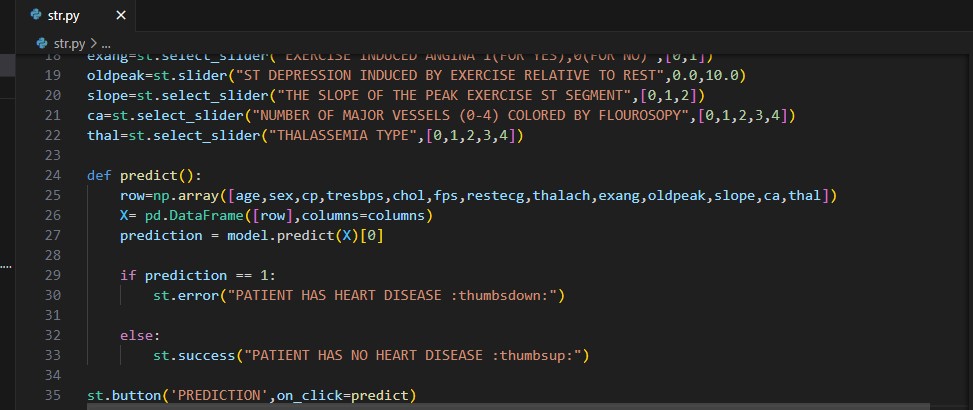 str.py
str.py > ...
18 exang=st.select_slider("EXERCISE INDUCED ANGINA 1(FOR YES),0(FOR NO)",[0,1])
19 oldpeak=st.slider("ST DEPRESSION INDUCED BY EXERCISE RELATIVE TO REST",0.0,10.0)
20 slope=st.select_slider("THE SLOPE OF THE PEAK EXERCISE ST SEGMENT",[0,1,2])
21 ca=st.select_slider("NUMBER OF MAJOR VESSELS (0-4) COLORED BY FLOUROSOPY",[0,1,2,3,4])
22 thal=st.select_slider("THALASSEMIA TYPE",[0,1,2,3,4])
23
24 def predict():
25     row=np.array([age,sex,cp,tresbps,chol,fps,restecg,thalach,exang,oldpeak,slope,ca,thal])
26     X= pd.DataFrame([row],columns=columns)
27     prediction = model.predict(X)[0]
28
29     if prediction == 1:
30         st.error("PATIENT HAS HEART DISEASE :thumbsdown:")
31
32     else:
33         st.success("PATIENT HAS NO HEART DISEASE :thumbsup:")
34
35 st.button('PREDICTION',on_click=predict)